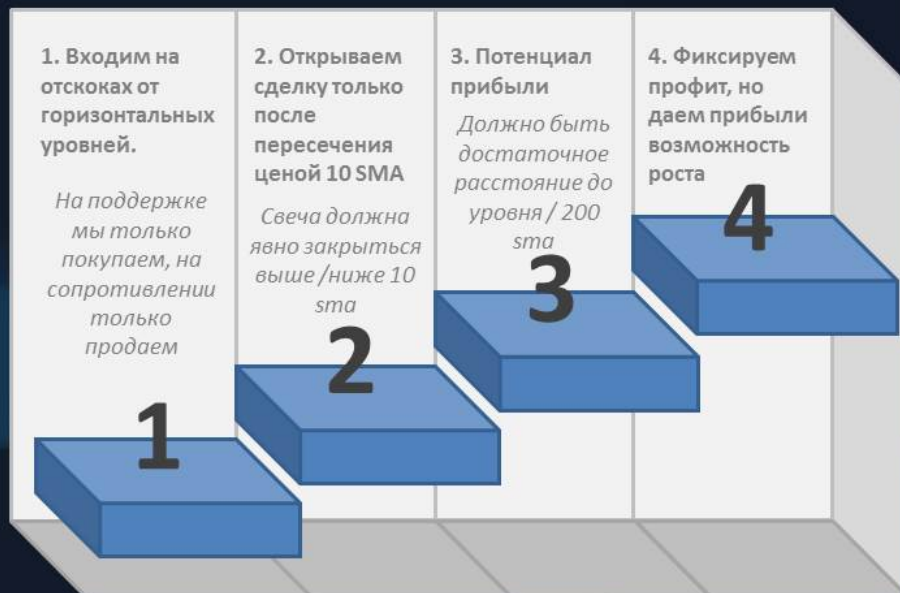 1. Входим на
отскоках от
горизонтальных
уровней.
На поддержке
мы только
покупаем, на
сопротивлении
только
продаем
1
2. Открываем
сделку только
после
пересечения
ценой 10 SMA
Свеча должна
явно закрыться
выше /ниже 10
sma
2
3. Потенциал
прибыли
Должно быть
достаточное
расстояние до
уровня / 200
sma
3
4. Фиксируем
профит, но
даем прибыли
возможность
роста
4